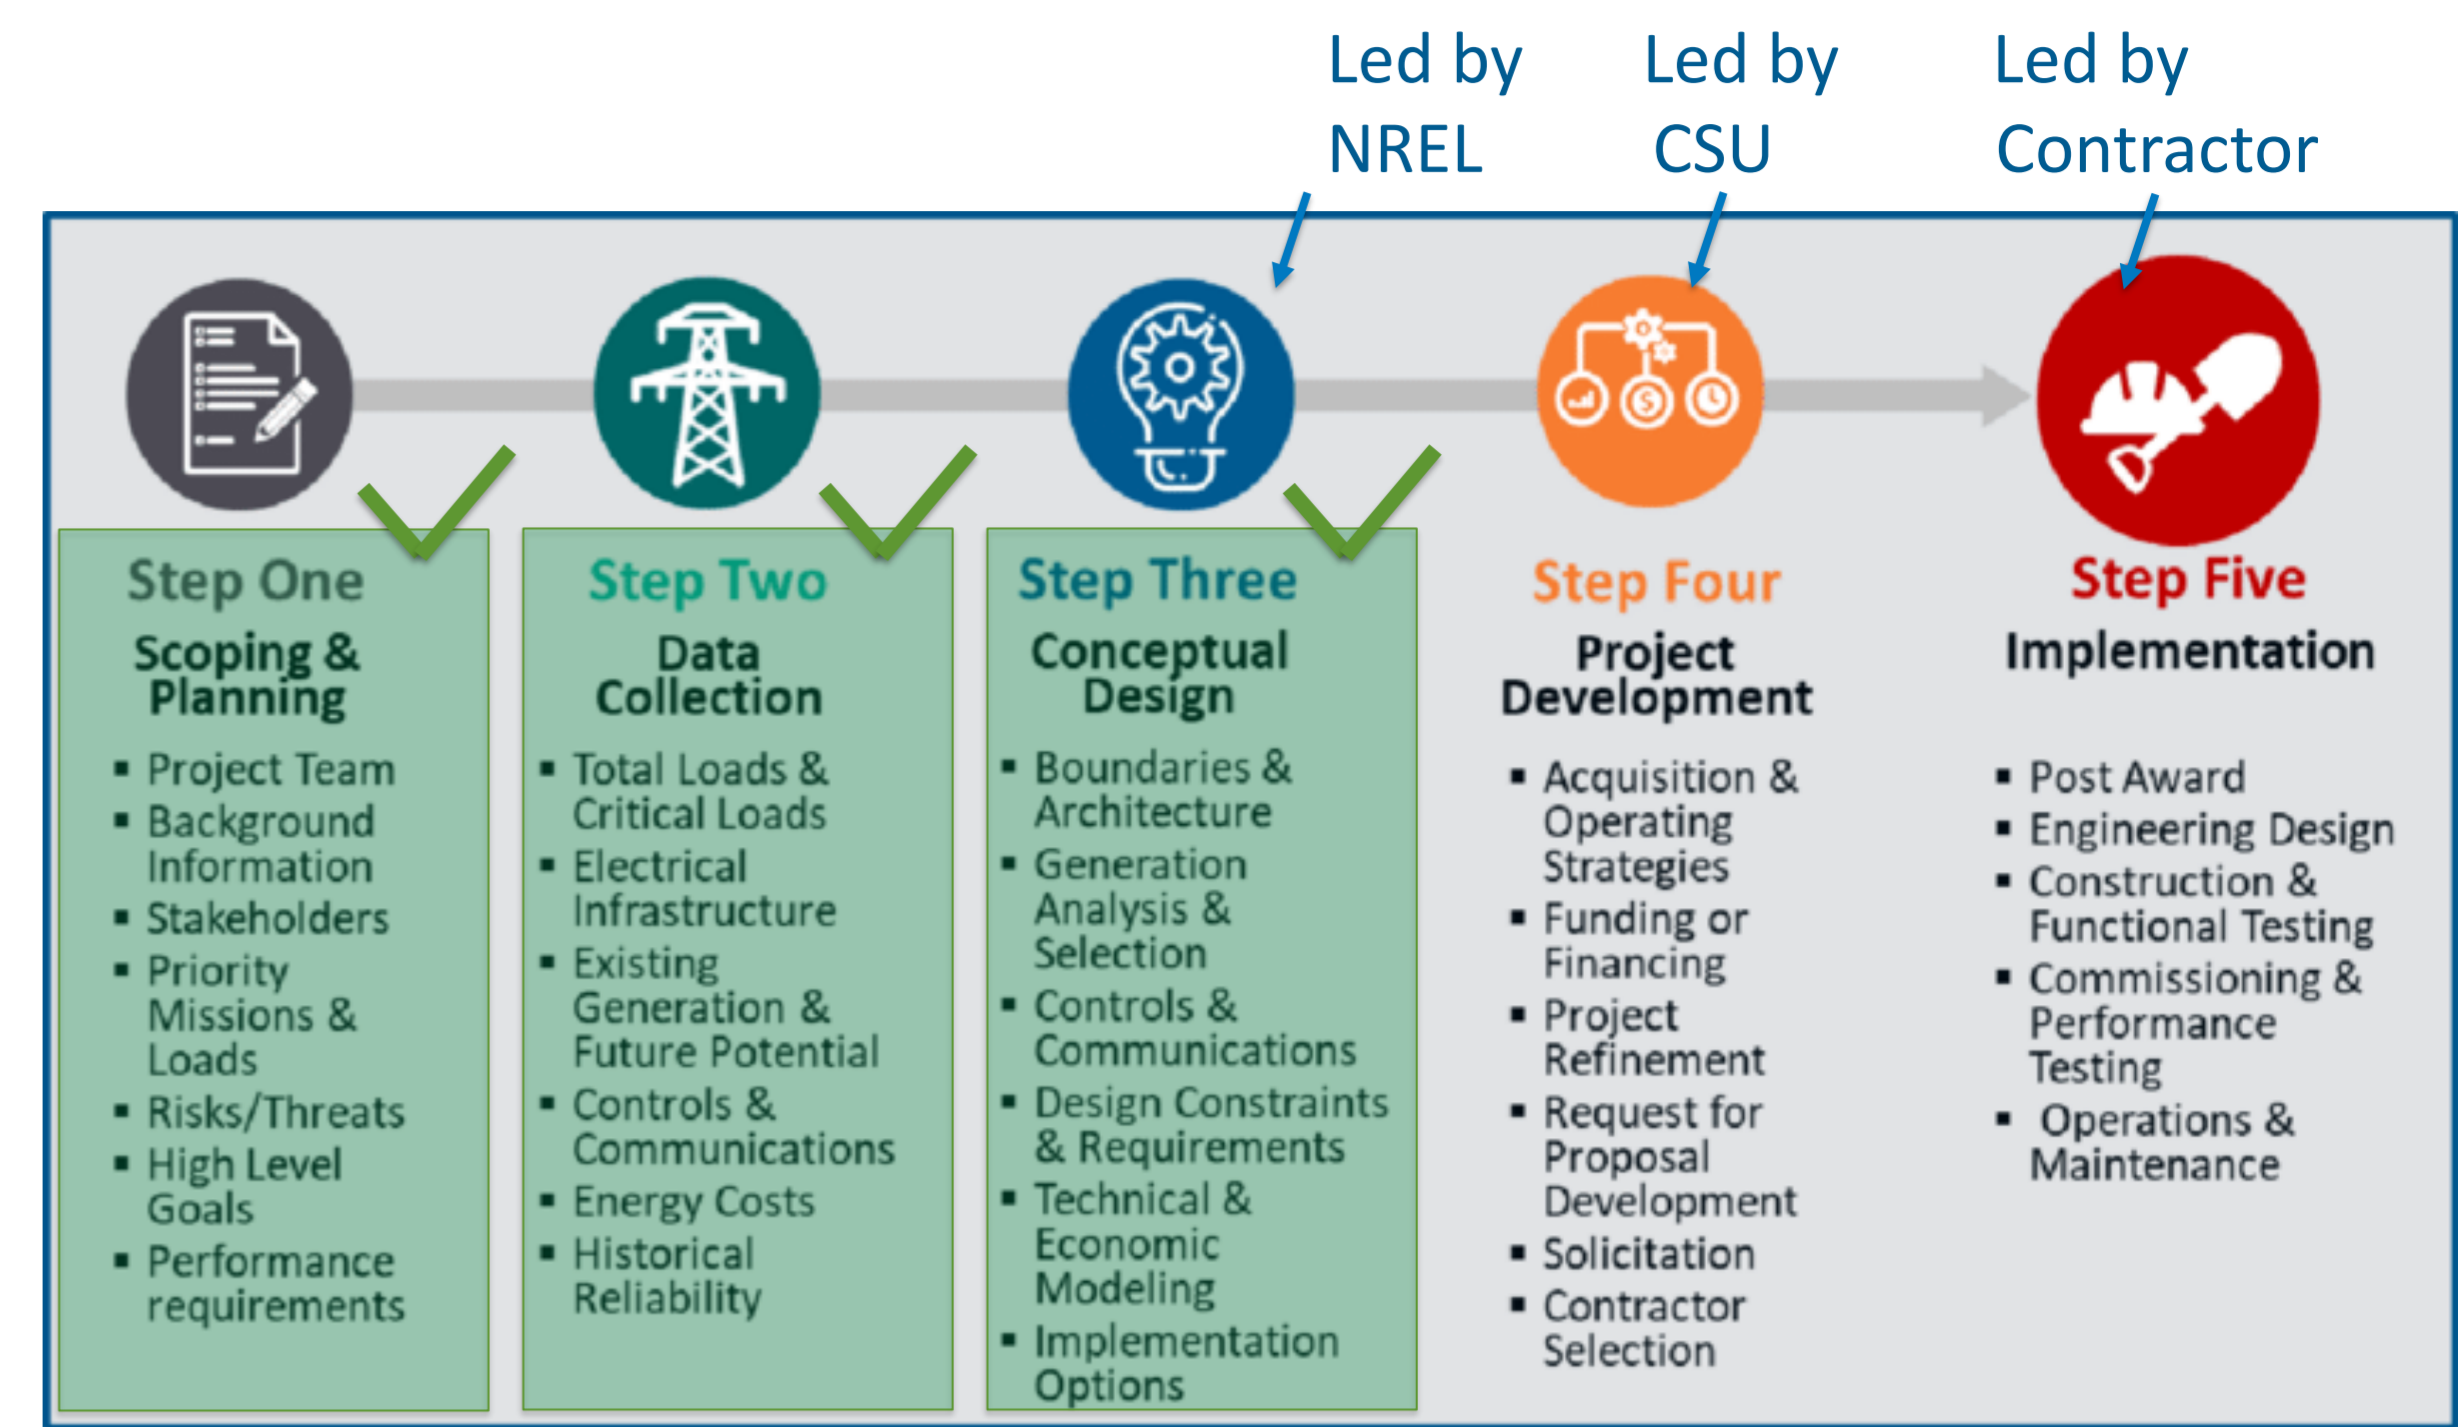 Led by
NREL
Led by
CSU
Led by
Contractor
Step One
Scoping &
Planning
▪ Project Team
▪ Background
Information
▪ Stakeholders
▪ Priority
Missions &
Loads
▪ Risks/Threats
▪ High Level
Goals
▪ Performance
requirements
Step Two
Data
Collection
▪ Total Loads &
Critical Loads
▪ Electrical
Infrastructure
▪ Existing
Generation &
Future Potential
▪ Controls &
Communications
▪ Energy Costs
▪ Historical
Reliability
Step Three
Conceptual
Design
▪ Boundaries &
Architecture
▪ Generation
Analysis &
Selection
▪ Controls &
Communications
▪ Design Constraints
& Requirements
▪ Technical &
Economic
Modeling
▪ Implementation
Options
Step Four
Project
Development
▪ Acquisition &
Operating
Strategies
▪ Funding or
Financing
▪ Project
Refinement
▪ Request for
Proposal
Development
▪ Solicitation
▪ Contractor
Selection
Step Five
Implementation
▪ Post Award
▪ Engineering Design
▪ Construction &
Functional Testing
▪ Commissioning &
Performance
Testing
▪ Operations &
Maintenance